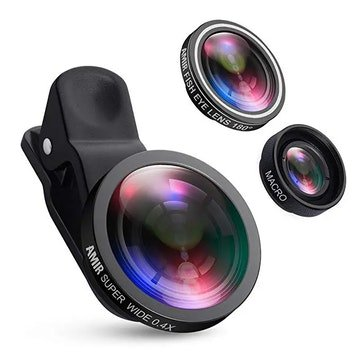 AMIR FISH EYE LENS 180°
MACRO
AMIR SUPER WIDE 0.4X